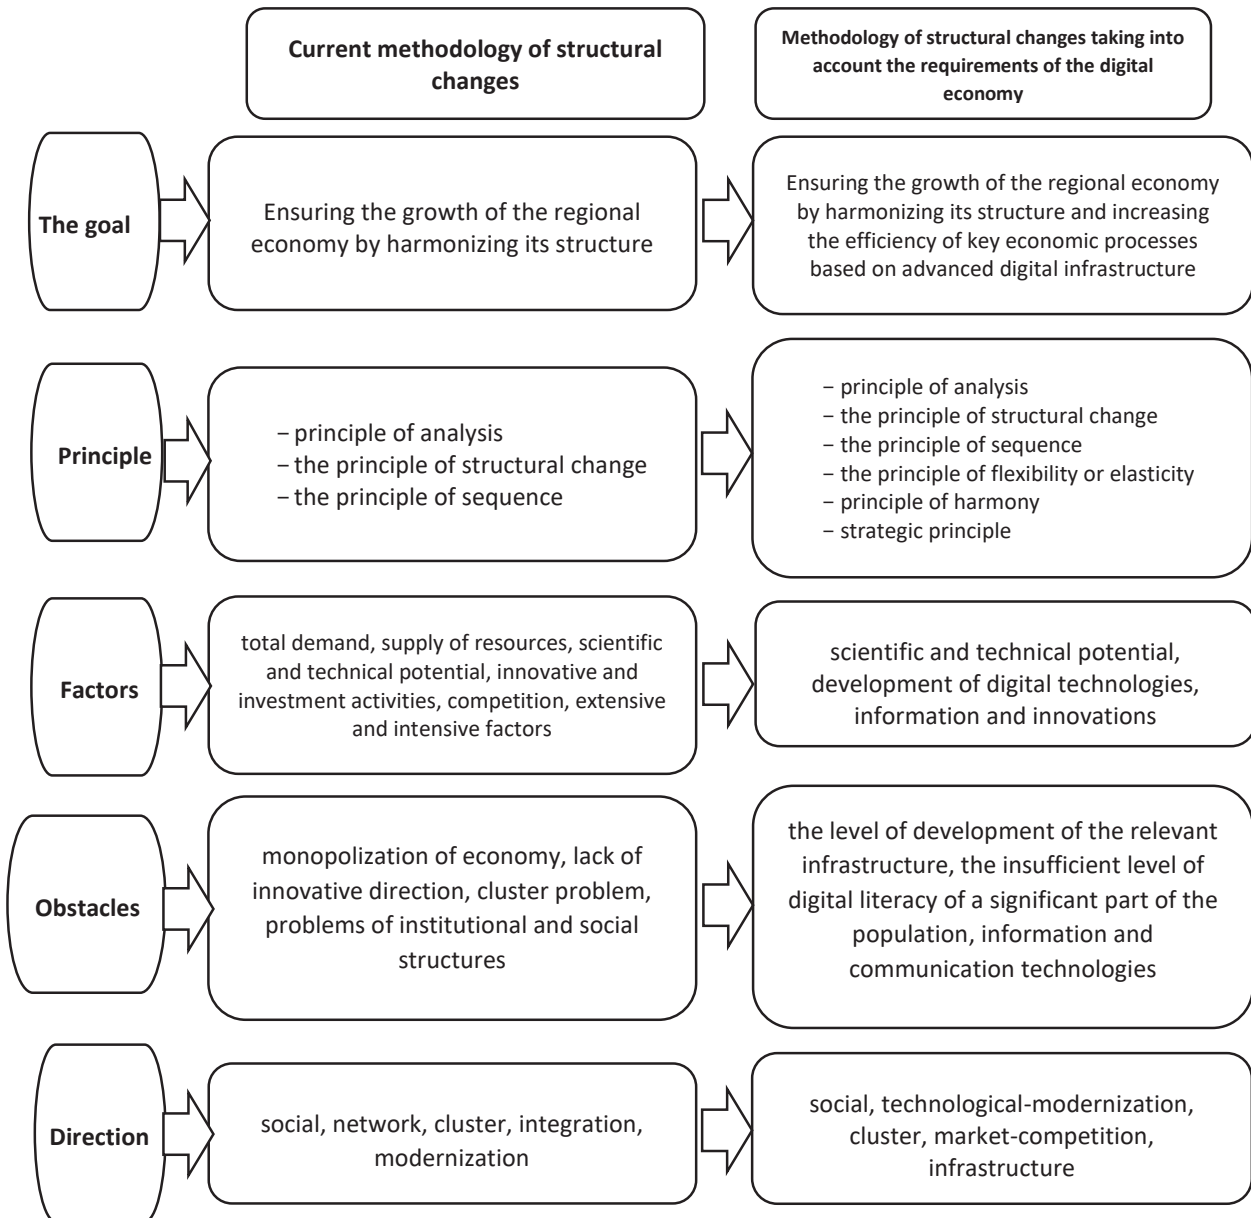 Current methodology of structural
changes
Methodology of structural changes taking into
account the requirements of the digital
economy
The goal
Ensuring the growth of the regional
economy by harmonizing its structure
Ensuring the growth of the regional economy
by harmonizing its structure and increasing
the efficiency of key economic processes
based on advanced digital infrastructure
Principle
– principle of analysis
– the principle of structural change
– the principle of sequence
– principle of analysis
– the principle of structural change
– the principle of sequence
– the principle of flexibility or elasticity
– principle of harmony
– strategic principle
Factors
total demand, supply of resources, scientific
and technical potential, innovative and
investment activities, competition, extensive
and intensive factors
scientific and technical potential,
development of digital technologies,
information and innovations
Obstacles
monopolization of economy, lack of
innovative direction, cluster problem,
problems of institutional and social
structures
the level of development of the relevant
infrastructure, the insufficient level of
digital literacy of a significant part of the
population, information and
communication technologies
Direction
social, network, cluster, integration,
modernization
social, technological-modernization,
cluster, market-competition,
infrastructure